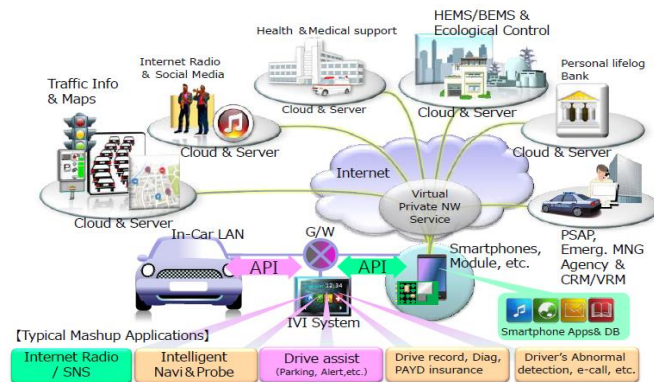 HEMS/BEMS
& Ecological Control
Health & Medical support
Internet Radio
& Social Media
Personal lifelog
Bank
Traffic Info
& Maps
Cloud & Server
Cloud & Server
Cloud & Server
Cloud & Server
Cloud & Server
Internet
Virtual
Private NW
Service
PSAP,
Emerg. MNG
Agency &
CRM/VRM
In-Car LAN
G/W
API
API
Smartphones,
Module, etc.
12:34
IVI System
Smartphone Apps& DB
【Typical Mashup Applications】
Internet Radio
/ SNS
Intelligent
Navi&Probe
Drive assist
(Parking, Alert,etc.)
Drive record, Diag,
PAYD insurance
Driver's Abnormal
detection, e-call, etc.